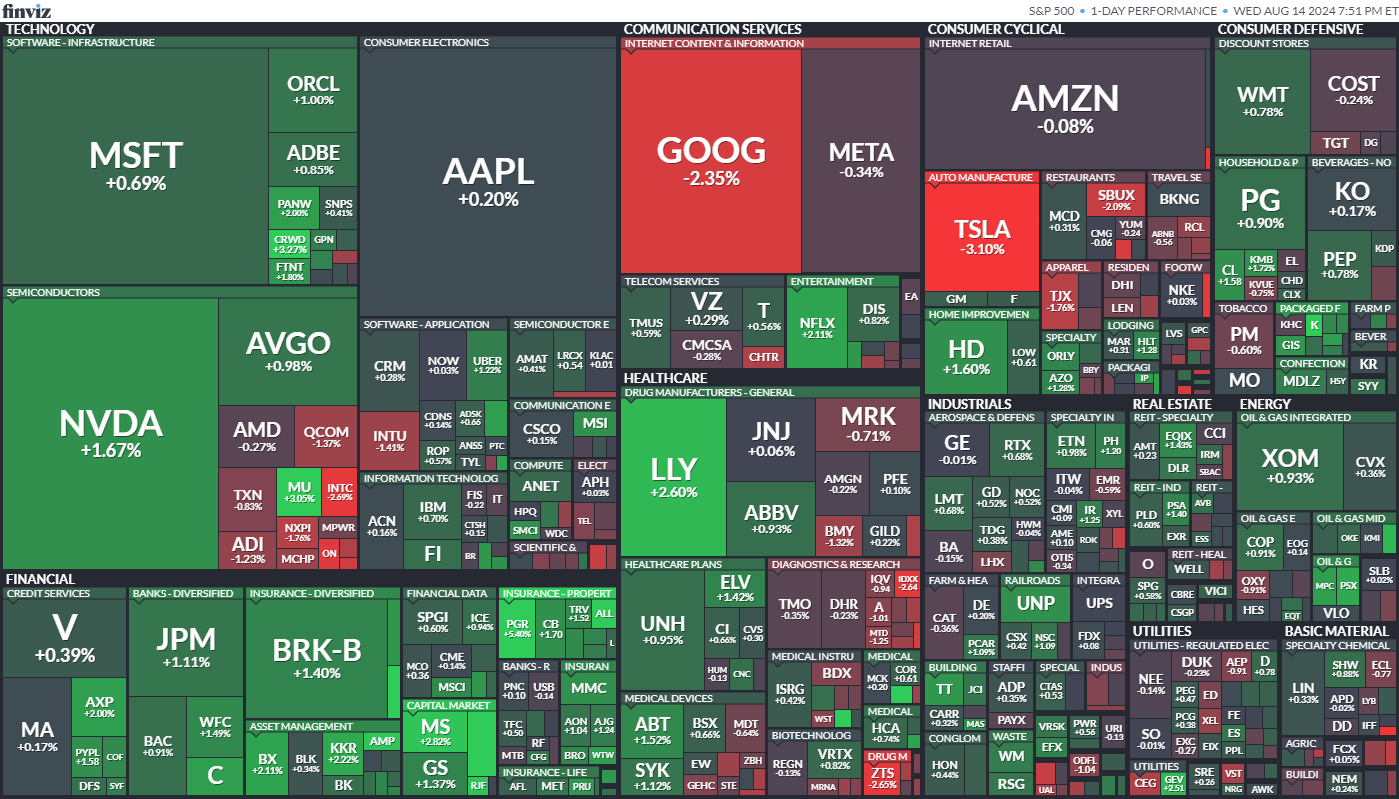 finviz
S&P 500 • 1-DAY PERFORMANCE • WED AUG 14 2024 7:51 PM ET
TECHNOLOGY
SOFTWARE - INFRASTRUCTURE
MSFT
+0.69%
ORCL
+1.00%
ADBE
+0.85%
PANW
+2.00%
SNPS
+0.41%
CRWD
+3.27%
GPN
FTNT
+1.80%
CONSUMER ELECTRONICS
AAPL
+0.20%
SEMICONDUCTORS
NVDA
+1.67%
AVGO
+0.98%
AMD
-0.27%
QCOM
-1.37%
TXN
-0.83%
MU
+3.05%
INTC
-2.69%
ADI
-1.23%
NXPI
-1.76%
MPWR
MCHP
ON
SOFTWARE - APPLICATION
CRM
+0.28%
NOW
+0.03%
UBER
+1.22%
INTU
-1.41%
CDNS
+0.14%
ADSK
+0.66
ROP
+0.57%
ANSS
PTC
TYL
SEMICONDUCTOR E
AMAT
+0.41%
LRCX
+0.54
KLAC
+0.01
COMMUNICATION E
CSCO
+0.15%
MSI
INFORMATION TECHNOLOG
ACN
+0.16%
IBM
+0.70%
FIS
-0.22
IT
FI
CTSH
+0.15
BR
COMPUTE
ANET
HPQ
SMCI
WDC
ELECT
APH
+0.03%
TEL
SCIENTIFIC &
COMMUNICATION SERVICES
INTERNET CONTENT & INFORMATION
GOOG
-2.35%
META
-0.34%
TELECOM SERVICES
TMUS
+0.59%
VZ
+0.29%
T
+0.56%
CMCSA
-0.28%
CHTR
ENTERTAINMENT
NFLX
+2.11%
DIS
+0.82%
EA
CONSUMER CYCLICAL
INTERNET RETAIL
AMZN
-0.08%
AUTO MANUFACTURE
TSLA
-3.10%
GM
F
RESTAURANTS
MCD
+0.31%
SBUX
-2.09%
CMG
-0.06
YUM
-0.24
TRAVEL SE
BKNG
ABNB
-0.56
RCL
HOME IMPROVEMEN
HD
+1.60%
LOW
+0.61
APPAREL
TJX
-1.76%
RESIDEN
DHI
LEN
FOOTW
NKE
+0.03%
SPECIALTY
ORLY
AZO
+1.28%
BBY
LODGING
MAR
+0.31
HLT
+1.28
PACKAGI
IP
LVS
GPC
CONSUMER DEFENSIVE
DISCOUNT STORES
WMT
+0.78%
COST
-0.24%
TGT
DG
HOUSEHOLD & P
PG
+0.90%
CL
+1.58
KMB
+1.72%
EL
KVUE
-0.75%
CHD
CLX
BEVERAGES - NO
KO
+0.17%
PEP
+0.78%
KDP
TOBACCO
PM
-0.60%
MO
PACKAGED F
KHC
K
GIS
FARM P
BEVER
CONFECTION
MDLZ
HSY
KR
SYY
HEALTHCARE
DRUG MANUFACTURERS - GENERAL
LLY
+2.60%
JNJ
+0.06%
MRK
-0.71%
ABBV
+0.93%
AMGN
-0.22%
PFE
+0.10%
BMY
-1.32%
GILD
+0.22%
HEALTHCARE PLANS
UNH
+0.95%
ELV
+1.42%
CI
+0.66%
CVS
+0.30
HUM
-0.13
CNC
DIAGNOSTICS & RESEARCH
TMO
-0.35%
DHR
-0.23%
IQV
-0.94
IDXX
-2.64
A
-1.01
MTD
-1.25
MEDICAL DEVICES
ABT
+1.52%
BSX
+0.66%
MDT
-0.64%
SYK
+1.12%
EW
ZBH
GEHC
STE
MEDICAL INSTRU
ISRG
+0.42%
BDX
WST
MEDICAL
MCK
+0.20
COR
+0.61
MEDICAL
HCA
+0.74%
BIOTECHNOLOGY
REGN
-0.13%
VRTX
+0.82%
MRNA
DRUG M
ZTS
-2.65%
FINANCIAL
CREDIT SERVICES
V
+0.39%
MA
+0.17%
AXP
+2.00%
PYPL
+1.58
COF
DFS
SYF
BANKS - DIVERSIFIED
JPM
+1.11%
BAC
+0.91%
WFC
+1.49%
C
INSURANCE - DIVERSIFIED
BRK-B
+1.40%
ASSET MANAGEMENT
BX
+2.11%
BLK
+0.34%
KKR
+2.22%
AMP
BK
FINANCIAL DATA
SPGI
+0.60%
ICE
+0.94%
MCO
+0.36
CME
+0.14%
MSCI
CAPITAL MARKET
MS
+2.82%
GS
+1.37%
RJF
INSURANCE - PROPERT
PGR
+5.40%
CB
+1.70
TRV
+1.52
ALL
L
BANKS - R
PNC
+0.10
USB
-0.14
TFC
+0.50
RF
MTB
CFG
INSURAN
MMC
AON
+1.04
AJG
+1.24
BRO
WTW
INSURANCE - LIFE
AFL
MET
PRU
INDUSTRIALS
AEROSPACE & DEFENS
GE
-0.01%
RTX
+0.68%
LMT
+0.68%
GD
+0.52%
NOC
+0.52%
BA
-0.15%
TDG
+0.38%
HWM
-0.04%
LHX
SPECIALTY IN
ETN
+0.98%
PH
+1.20
ITW
-0.04%
EMR
-0.59%
CMI
+0.09
IR
+1.25
XYL
AME
+0.10
ROK
OTIS
-0.34
FARM & HEA
CAT
-0.36%
DE
+0.20%
PCAR
+1.09%
RAILROADS
UNP
CSX
+0.42
NSC
+1.09
INTEGRA
UPS
FDX
+0.08
BUILDING
TT
JCI
CARR
+0.32%
MAS
STAFFI
ADP
+0.35%
PAYX
SPECIAL
CTAS
+0.53
INDUS
VRSK
PWR
+0.56
URI
-0.13
EFX
CONGLOM
HON
+0.44%
WASTE
WM
RSG
UAL
ODFL
-1.04
REAL ESTATE
REIT - SPECIALTY
AMT
+0.23
EQIX
+1.43%
CCI
DLR
IRM
SBAC
REIT - IND
PLD
+0.60%
PSA
+1.40
EXR
REIT -
AVB
ESS
O
SPG
+0.58%
REIT - HEAL
WELL
CBRE
VICI
CSGP
ENERGY
OIL & GAS INTEGRATED
XOM
+0.93%
CVX
+0.36%
OIL & GAS E
COP
+0.91%
EOG
+0.14
OXY
-0.91%
HES
OIL & GAS MID
OKE
KMI
OIL & G
MPC
PSX
VLO
SLB
+0.02%
EQT
UTILITIES
UTILITIES - REGULATED ELEC
NEE
-0.14%
DUK
-0.23%
AEP
-0.91
D
+0.78
SO
-0.01%
PEG
+0.47
ED
PCG
+0.38
XEL
FE
ES
EXC
-0.27
EIX
PPL
UTILITIES
CEG
GEV
+2.51
SRE
+0.26
VST
NRG
AWK
BASIC MATERIAL
SPECIALTY CHEMICAL
LIN
+0.33%
SHW
+0.88%
ECL
-0.77
APD
-0.02%
LYB
DD
IFF
AGRIC
FCX
+0.05%
BUILDI
NEM
+0.24%